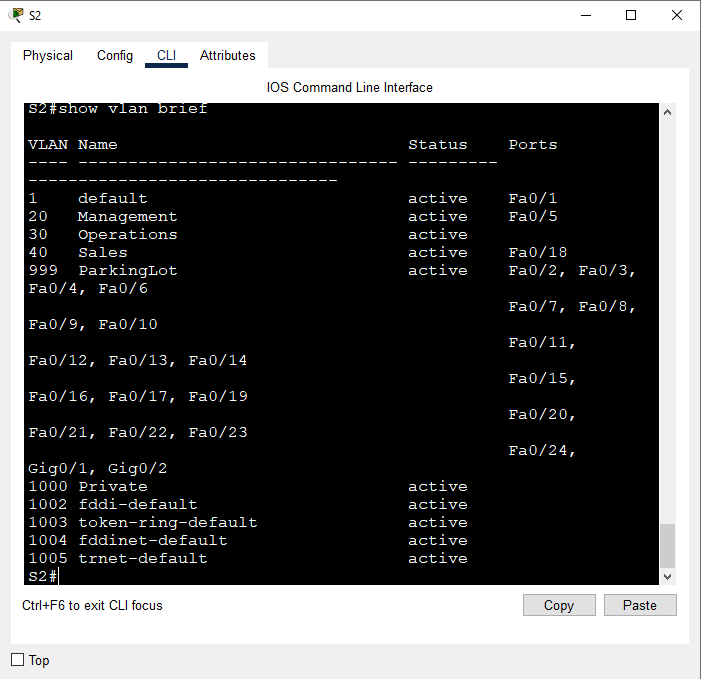 S2
Physical Config CLI Attributes
IOS Command Line Interface
S2#show vlan brief
VLAN Name                             Status    Ports
---- -------------------------------- ---------
-------------------------------
1    default                          active    Fa0/1
20   Management                       active    Fa0/5
30   Operations                       active
40   Sales                            active    Fa0/18
999  ParkingLot                       active    Fa0/2, Fa0/3,
Fa0/4, Fa0/6
                                                Fa0/7, Fa0/8,
Fa0/9, Fa0/10
                                                Fa0/11,
Fa0/12, Fa0/13, Fa0/14
                                                Fa0/15,
Fa0/16, Fa0/17, Fa0/19
                                                Fa0/20,
Fa0/21, Fa0/22, Fa0/23
                                                Fa0/24,
Gig0/1, Gig0/2
1000 Private                          active
1002 fddi-default                     active
1003 token-ring-default               active
1004 fddinet-default                  active
1005 trnet-default                    active
S2#
Ctrl+F6 to exit CLI focus Copy Paste
Top